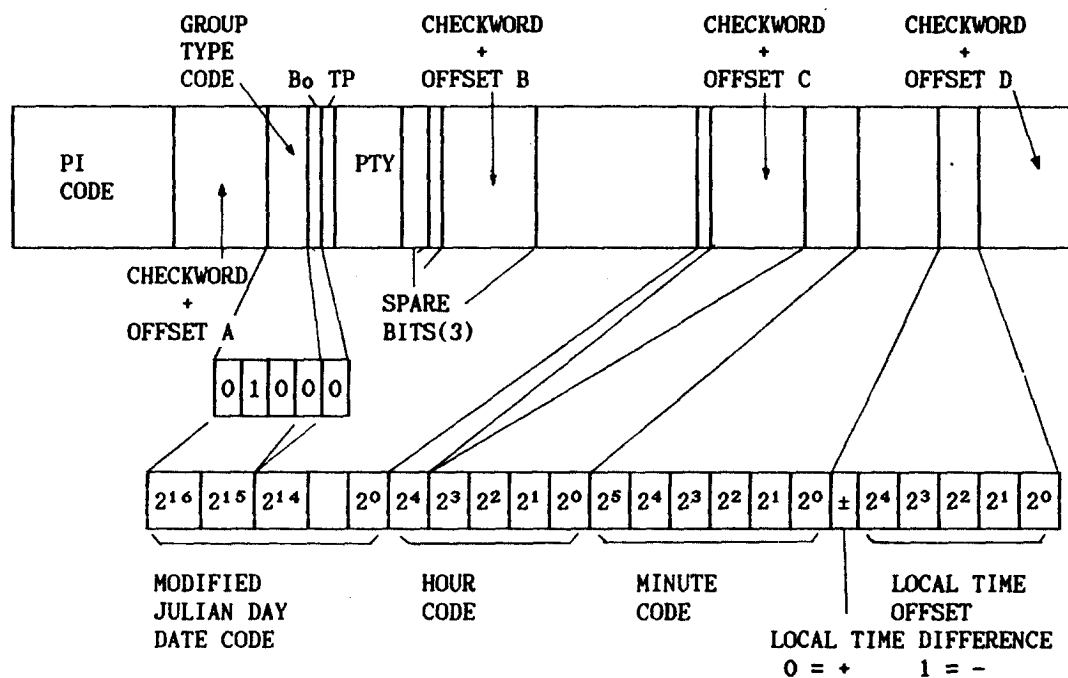 GROUP TYPE CODE
Bo TP
CHECKWORD + OFFSET B
CHECKWORD + OFFSET C
CHECKWORD + OFFSET D
PI CODE
PTY
CHECKWORD + OFFSET A
SPARE BITS(3)
0 1 0 0 0
2¹⁶ 2¹⁵ 2¹⁴ 2⁰ 2⁴ 2³ 2² 2¹ 2⁰ 2⁵ 2⁴ 2³ 2² 2¹ 2⁰ ± 2⁴ 2³ 2² 2¹ 2⁰
MODIFIED JULIAN DAY DATE CODE
HOUR CODE
MINUTE CODE
LOCAL TIME OFFSET
LOCAL TIME DIFFERENCE
0 = + 1 = -